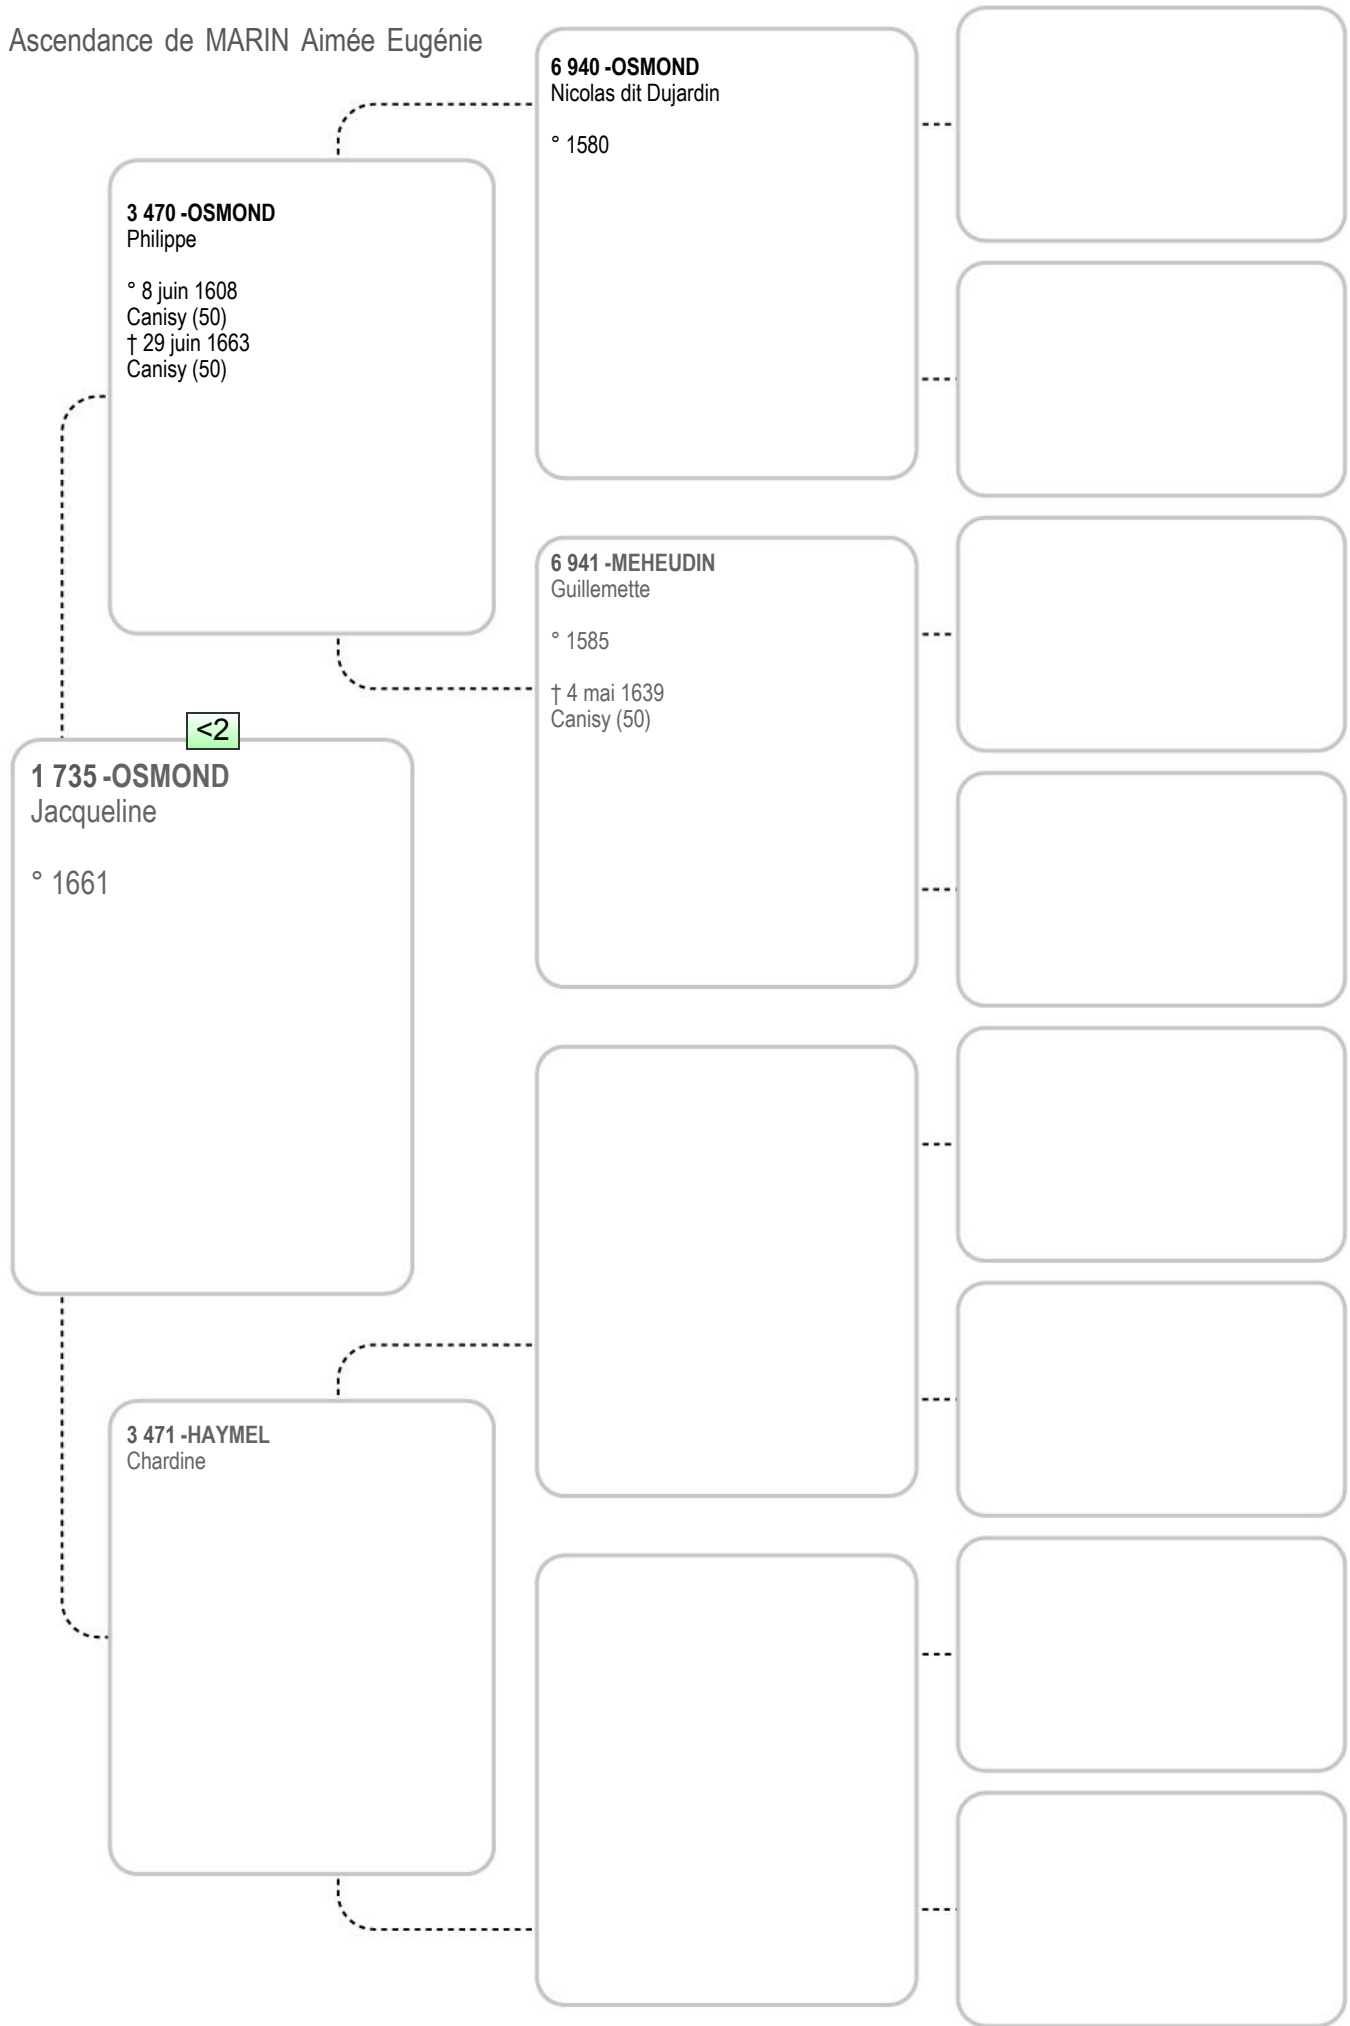 Ascendance de MARIN Aimée Eugénie
6 940 -OSMOND
Nicolas dit Dujardin
° 1580
3 470 -OSMOND
Philippe
° 8 juin 1608
Canisy (50)
† 29 juin 1663
Canisy (50)
6 941 -MEHEUDIN
Guillemette
° 1585
† 4 mai 1639
Canisy (50)
<2
1 735 -OSMOND
Jacqueline
° 1661
3 471 -HAYMEL
Chardine